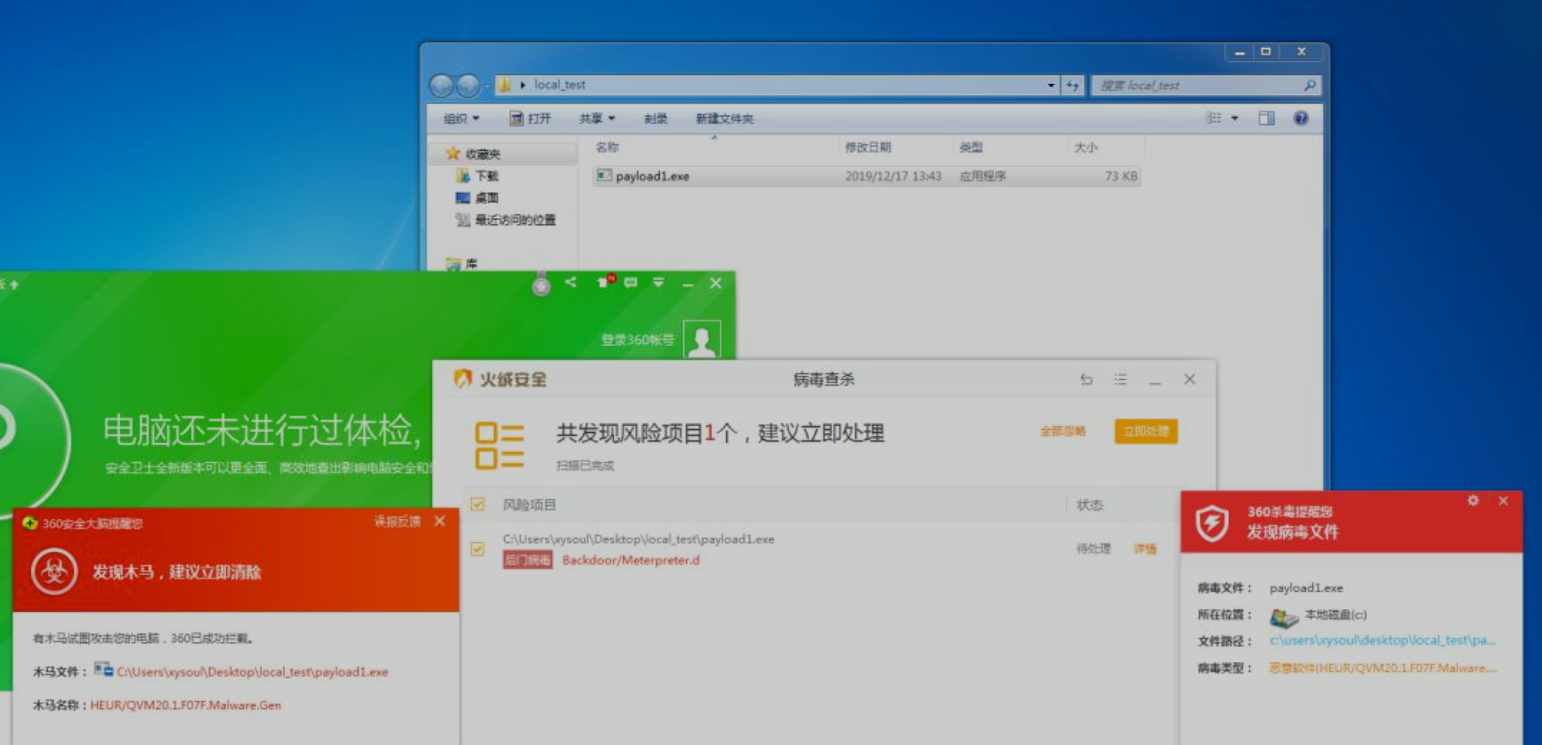 local_test
搜索 local_test
组织
打开
共享
刻录
新建文件夹
名称
修改日期
类型
大小
收藏夹
下载
桌面
最近访问的位置
库
payload1.exe
2019/12/17 13:43
应用程序
73 KB
登录360帐号
电脑还未进行过体检,
安全卫士全新版本可以更全面、高效地查出影响电脑安全和
火绒安全
病毒查杀
共发现风险项目1个，建议立即处理
扫描已完成
全部忽略
立即处理
风险项目
状态
C:\Users\xysoul\Desktop\local_test\payload1.exe
后门病毒 Backdoor/Meterpreter.d
待处理
详情
360安全大脑提醒您
误报反馈
发现木马，建议立即清除
有木马试图攻击您的电脑，360已成功拦截。
木马文件： C:\Users\xysoul\Desktop\local_test\payload1.exe
木马名称：HEUR/QVM20.1.F07F.Malware.Gen
360杀毒提醒您
发现病毒文件
病毒文件： payload1.exe
所在位置： 本地磁盘(c:)
文件路径： c:\users\xysoul\desktop\local_test\pa...
病毒类型： 恶意软件(HEUR/QVM20.1.F07F.Malware....